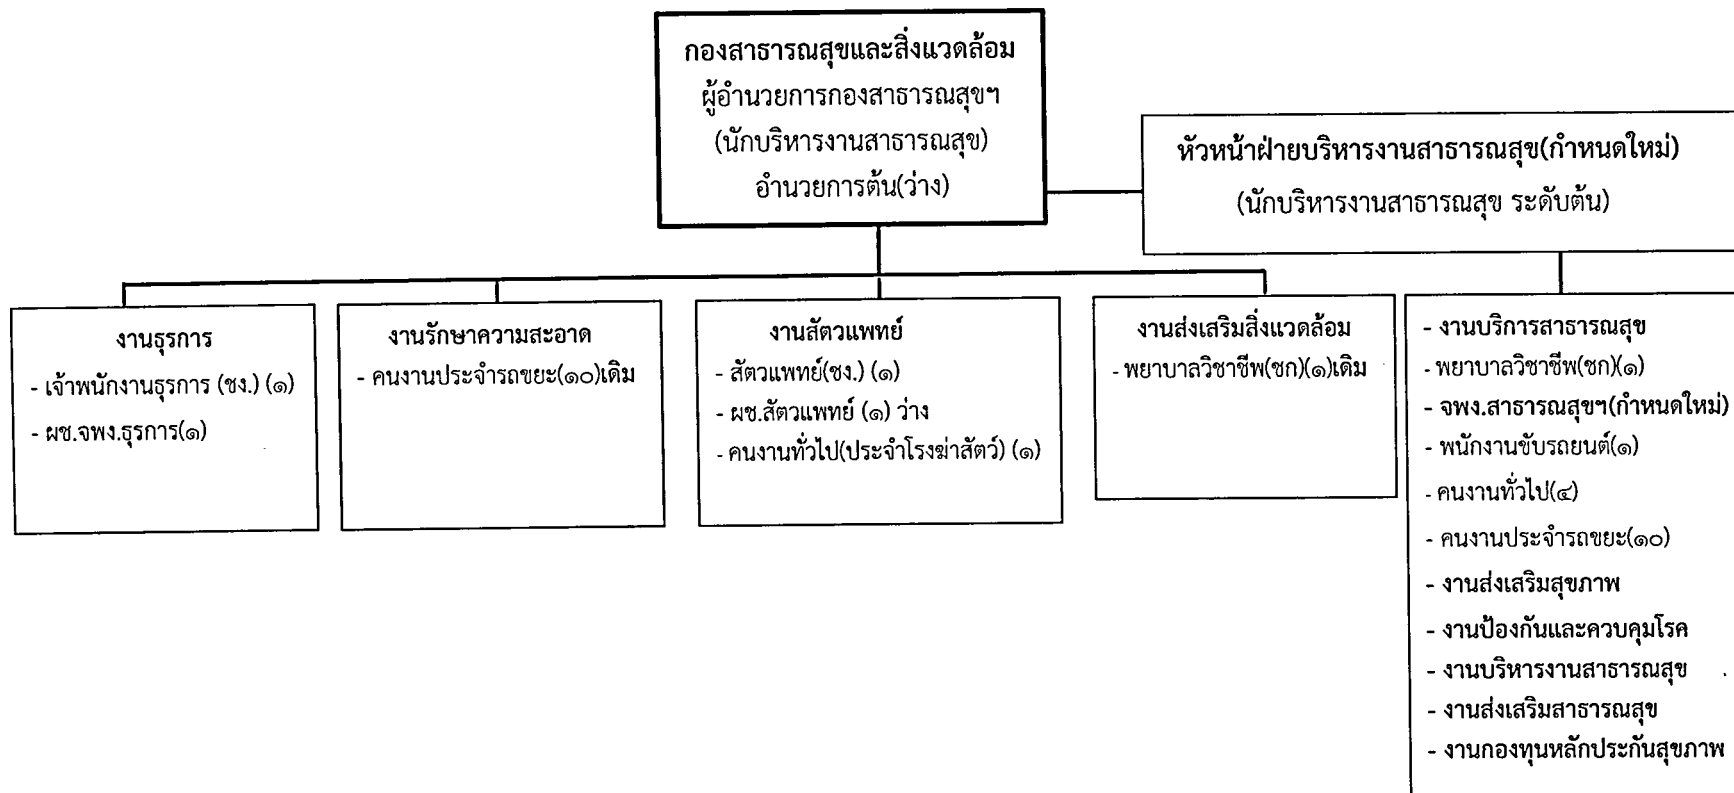 กองสาธารณสุขและสิ่งแวดล้อม
ผู้อำนวยการกองสาธารณสุขฯ
(นักบริหารงานสาธารณสุข)
อำนวยการต้น(ว่าง)
หัวหน้าฝ่ายบริหารงานสาธารณสุข(กำหนดใหม่)
(นักบริหารงานสาธารณสุข ระดับต้น)
งานธุรการ
- เจ้าพนักงานธุรการ (ชง.) (๑)
- ผช.จพง.ธุรการ(๑)
งานรักษาความสะอาด
- คนงานประจำรถขยะ(๑๐)เดิม
งานสัตวแพทย์
- สัตวแพทย์(ชง.) (๑)
- ผช.สัตวแพทย์ (๑) ว่าง
- คนงานทั่วไป(ประจำโรงฆ่าสัตว์) (๑)
งานส่งเสริมสิ่งแวดล้อม
- พยาบาลวิชาชีพ(ชก)(๑)เดิม
- งานบริการสาธารณสุข
- พยาบาลวิชาชีพ(ชก)(๑)
- จพง.สาธารณสุขฯ(กำหนดใหม่)
- พนักงานขับรถยนต์(๑)
- คนงานทั่วไป(๔)
- คนงานประจำรถขยะ(๑๐)
- งานส่งเสริมสุขภาพ
- งานป้องกันและควบคุมโรค
- งานบริหารงานสาธารณสุข
- งานส่งเสริมสาธารณสุข
- งานกองทุนหลักประกันสุขภาพ